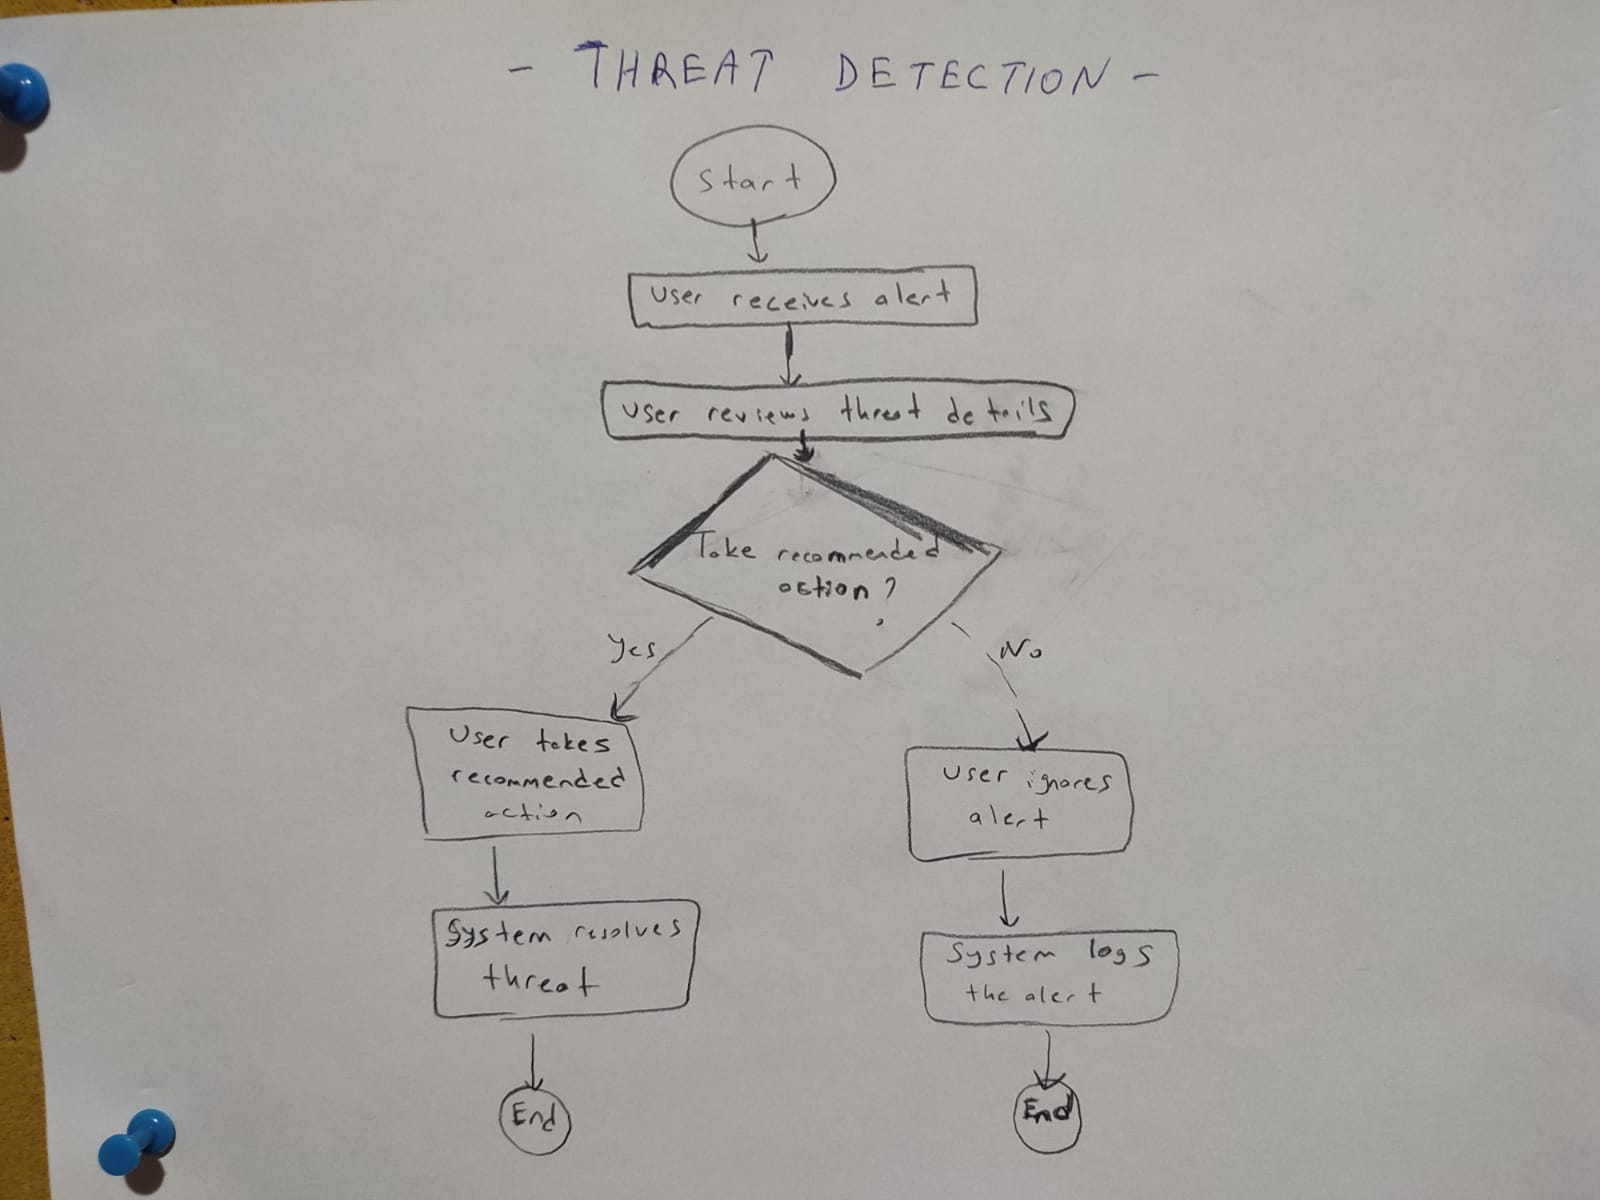 - THREAT DETECTION -
Start
User receives alert
User reviews threat details
Take recommended
action?
Yes
No
User takes
recommended
action
User ignores
alert
System resolves
threat
System logs
the alert
End
End